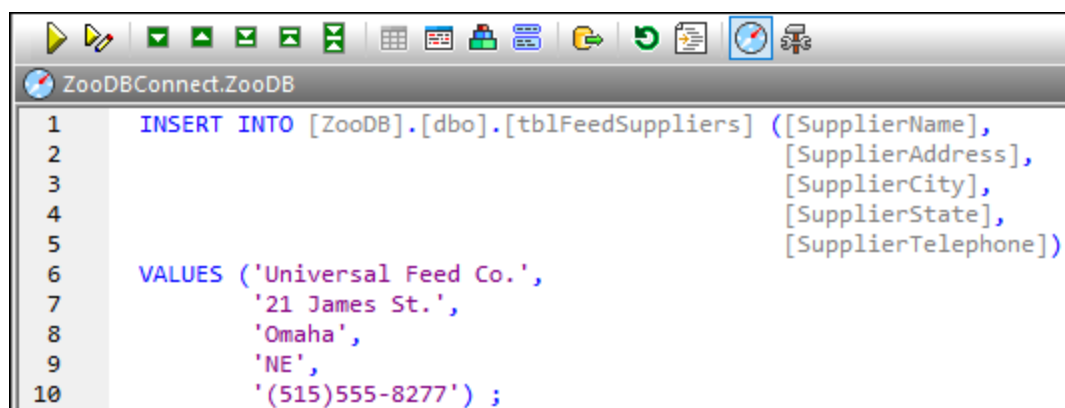 ZooDBConnect.ZooDB
1 INSERT INTO [ZooDB].[dbo].[tblFeedSuppliers] ([SupplierName],
2 [SupplierAddress],
3 [SupplierCity],
4 [SupplierState],
5 [SupplierTelephone])
6 VALUES ('Universal Feed Co.',
7 '21 James St.',
8 'Omaha',
9 'NE',
10 '(515)555-8277') ;